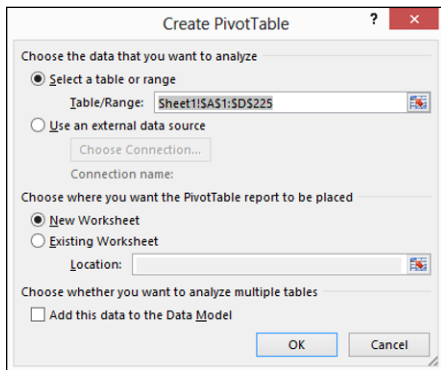 Create PivotTable
?
Choose the data that you want to analyze
Select a table or range
Table/Range: Sheet1!$A$1:$D$225
Use an external data source
Choose Connection...
Connection name:
Choose where you want the PivotTable report to be placed
New Worksheet
Existing Worksheet
Location:
Choose whether you want to analyze multiple tables
Add this data to the Data Model
OK Cancel